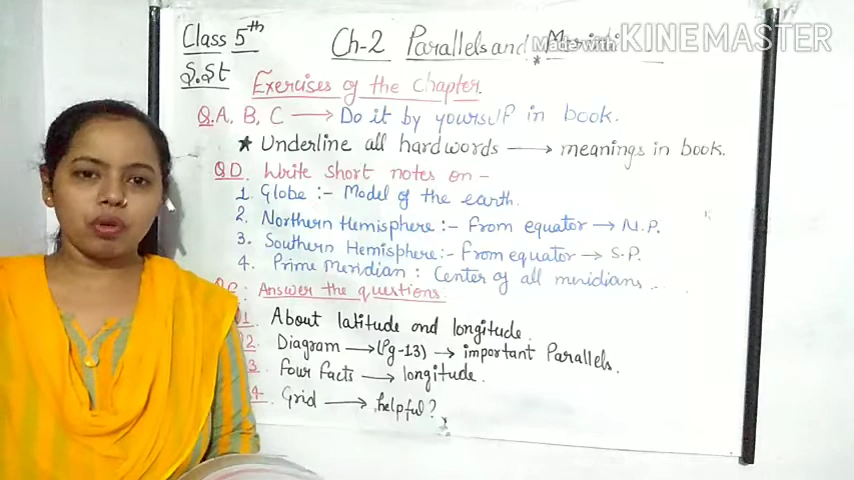 Class 5th
Ch-2 Parallels and
Made with KINEMASTER
S.St
Exercises of the Chapter.
Q.A, B, C → Do it by yourself in book.
★ Underline all hardwords → meanings in book.
QD. Write short notes on -
1. Globe :- Model of the earth.
2. Northern Hemisphere :- From equator → N.P.
3. Southern Hemisphere :- From equator → S.P.
4. Prime Meridian : Center of all meridians...
Answer the questions.
1. About latitude and longitude.
2. Diagram → (Pg-13) → important Parallels.
3. Four Facts → longitude.
4. Grid → helpful?